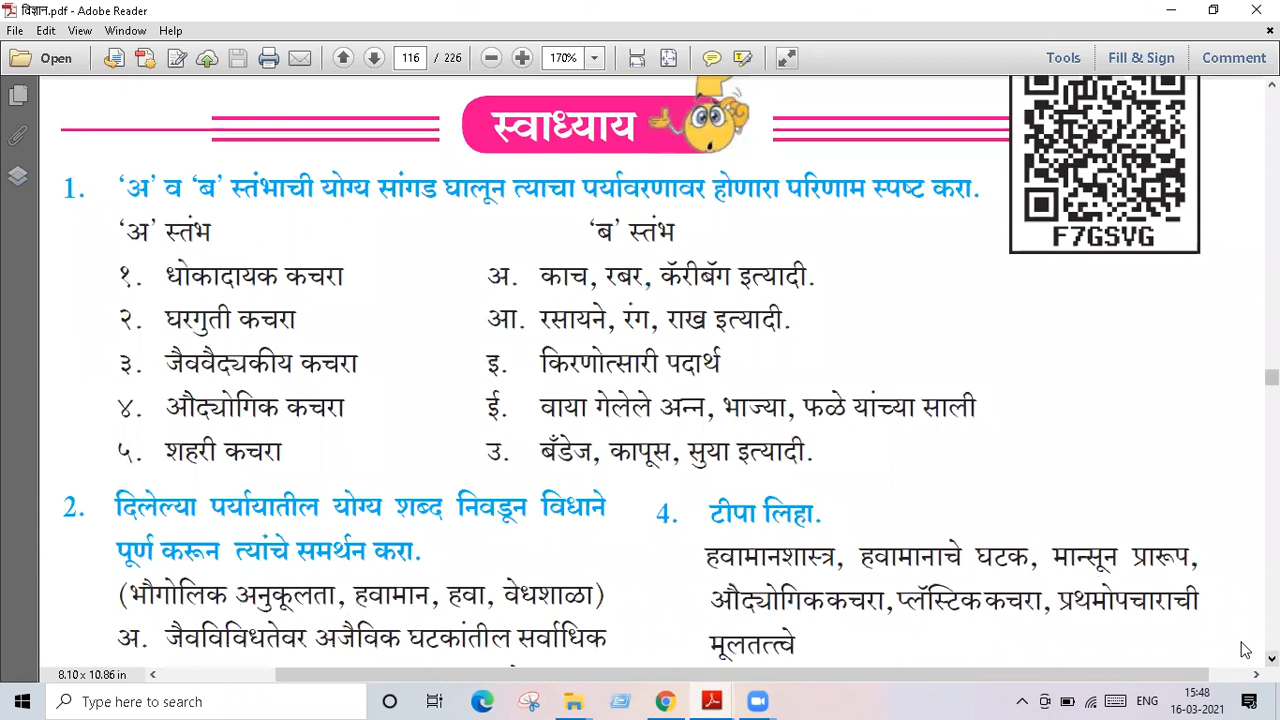 विज्ञान.pdf - Adobe Reader
File Edit View Window Help
Open 116 / 226 170% Tools Fill & Sign Comment
स्वाध्याय
F7GSVG
1. ‘अ’ व ‘ब’ स्तंभाची योग्य सांगड घालून त्याचा पर्यावरणावर होणारा परिणाम स्पष्ट करा.
‘अ’ स्तंभ ‘ब’ स्तंभ
१. धोकादायक कचरा अ. काच, रबर, कॅरीबॅग इत्यादी.
२. घरगुती कचरा आ. रसायने, रंग, राख इत्यादी.
३. जैववैद्यकीय कचरा इ. किरणोत्सारी पदार्थ
४. औद्योगिक कचरा ई. वाया गेलेले अन्न, भाज्या, फळे यांच्या साली
५. शहरी कचरा उ. बँडेज, कापूस, सुया इत्यादी.
2. दिलेल्या पर्यायातील योग्य शब्द निवडून विधाने
पूर्ण करून त्यांचे समर्थन करा.
(भौगोलिक अनुकूलता, हवामान, हवा, वेधशाळा)
अ. जैवविविधतेवर अजैविक घटकांतील सर्वाधिक
4. टीपा लिहा.
हवामानशास्त्र, हवामानाचे घटक, मान्सून प्रारूप,
औद्योगिक कचरा, प्लॅस्टिक कचरा, प्रथमोपचाराची
मूलतत्त्वे
8.10 x 10.86 in
Type here to search
ENG
15:48
16-03-2021